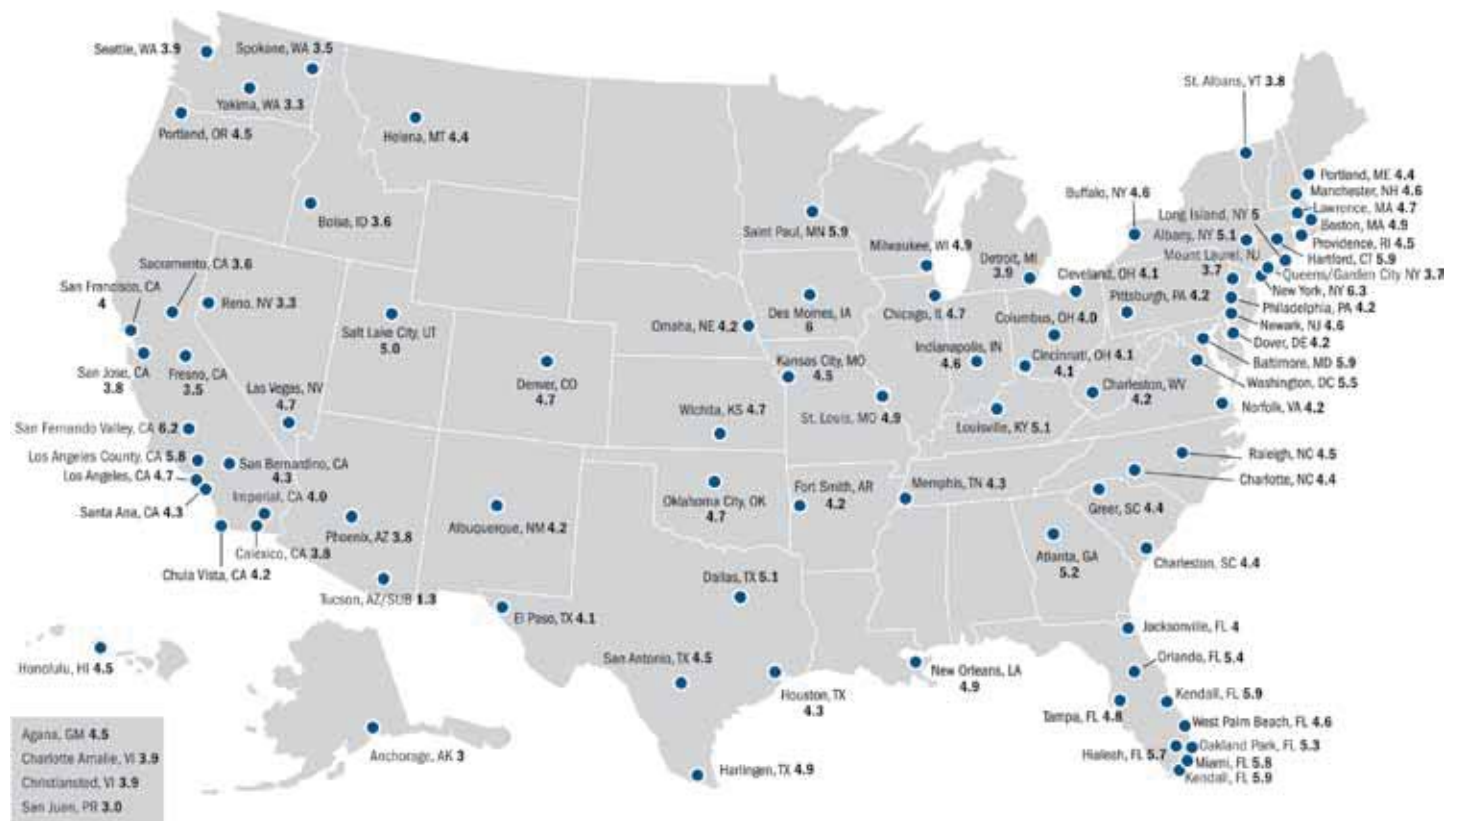 Seattle, WA 3.9
Spokane, WA 3.5
Yakima, WA 3.3
Portland, OR 4.5
Helena, MT 4.4
Boise, ID 3.6
Sacramento, CA 3.6
San Francisco, CA
4
Reno, NV 3.3
Salt Lake City, UT
5.0
San Jose, CA
3.8
Fresno, CA
3.5
Las Vegas, NV
4.7
Denver, CO
4.7
San Fernando Valley, CA 6.2
Los Angeles County, CA 5.8
Los Angeles, CA 4.7
San Bernardino, CA
4.3
Santa Ana, CA 4.3
Imperial, CA 4.0
Calexico, CA 3.8
Chula Vista, CA 4.2
Phoenix, AZ 3.8
Tucson, AZ/SUB 1.3
Albuquerque, NM 4.2
El Paso, TX 4.1
Saint Paul, MN 5.9
Omaha, NE 4.2
Des Moines, IA
6
Milwaukee, WI 4.9
Chicago, IL 4.7
Detroit, MI
3.9
Cleveland, OH 4.1
Columbus, OH 4.0
Pittsburgh, PA 4.2
Kansas City, MO
4.5
Indianapolis, IN
4.6
Cincinnati, OH 4.1
4.1
Charleston, WV
4.2
Wichita, KS 4.7
St. Louis, MO 4.9
Louisville, KY 5.1
Oklahoma City, OK
4.7
Fort Smith, AR
4.2
Memphis, TN 4.3
Dallas, TX 5.1
San Antonio, TX 4.5
Houston, TX
4.3
Harlingen, TX 4.9
New Orleans, LA
4.9
Atlanta, GA
5.2
Greer, SC 4.4
Charleston, SC 4.4
Raleigh, NC 4.5
Charlotte, NC 4.4
St. Albans, VT 3.8
Buffalo, NY 4.6
Portland, ME 4.4
Manchester, NH 4.6
Lawrence, MA 4.7
Boston, MA 4.9
Providence, RI 4.5
Hartford, CT 5.9
Long Island, NY 5
Albany, NY 5.1
Mount Laurel, NJ
3.7
Queens/Garden City NY 3.7
New York, NY 6.3
Philadelphia, PA 4.2
Newark, NJ 4.6
Dover, DE 4.2
Baltimore, MD 5.9
Washington, DC 5.5
Norfolk, VA 4.2
Jacksonville, FL 4
Orlando, FL 5.4
Kendall, FL 5.9
Tampa, FL 4.8
West Palm Beach, FL 4.6
Hialeah, FL 5.7
Oakland Park, FL 5.3
Miami, FL 5.8
Kendall, FL 5.9
Honolulu, HI 4.5
Anchorage, AK 3
Agana, GM 4.5
Charlotte Amalie, VI 3.9
Christiansted, VI 3.9
San Juan, PR 3.0